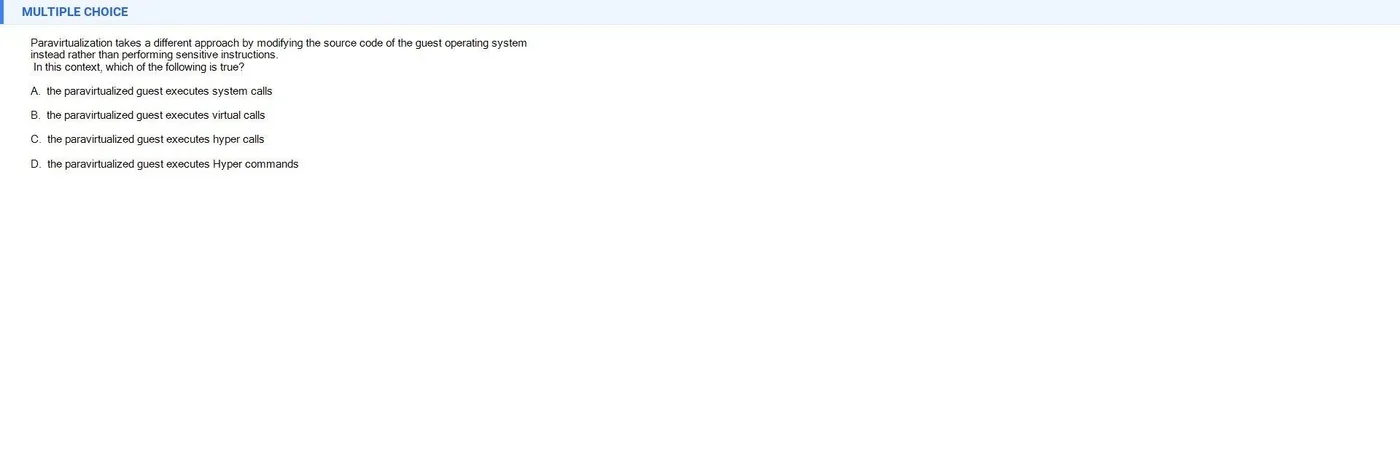 MULTIPLE CHOICE
Paravirtualization takes a different approach by modifying the source code of the guest operating system
instead rather than performing sensitive instructions.
In this context, which of the following is true?
A. the paravirtualized guest executes system calls
B. the paravirtualized guest executes virtual calls
C. the paravirtualized guest executes hyper calls
D. the paravirtualized guest executes Hyper commands